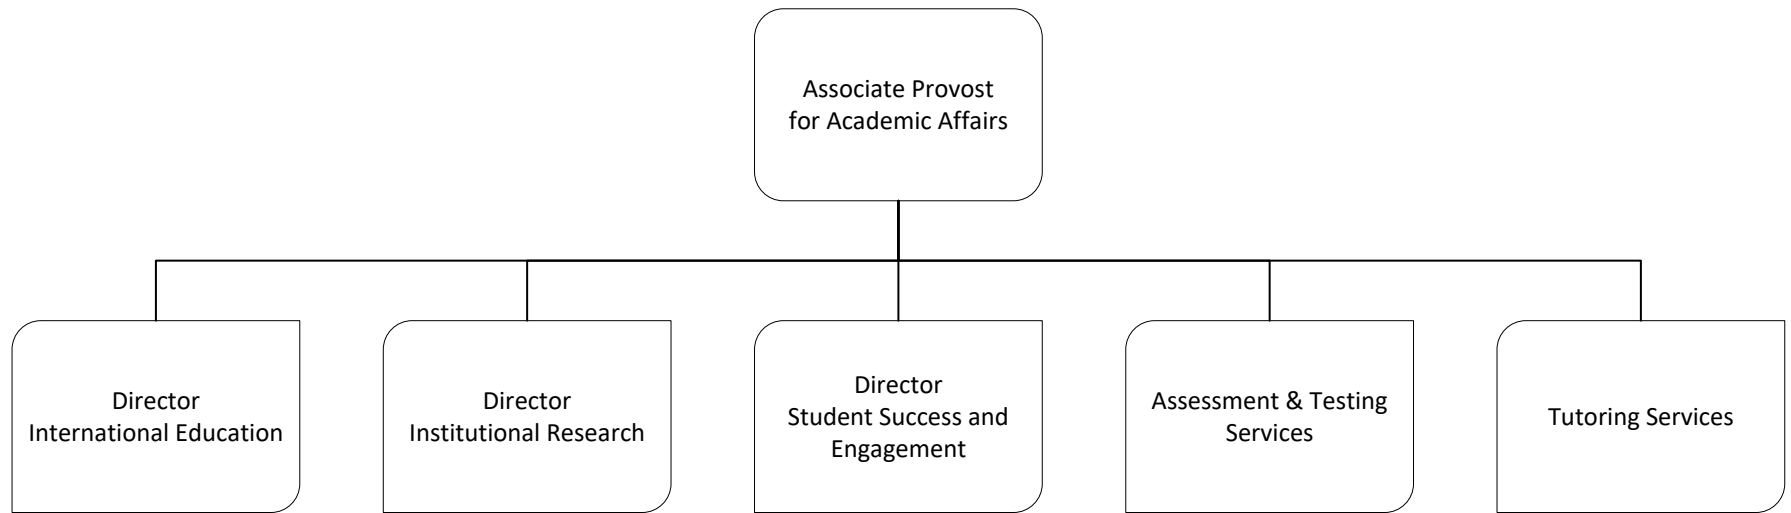 Associate Provost
for Academic Affairs
Director
International Education
Director
Institutional Research
Director
Student Success and
Engagement
Assessment & Testing
Services
Tutoring Services